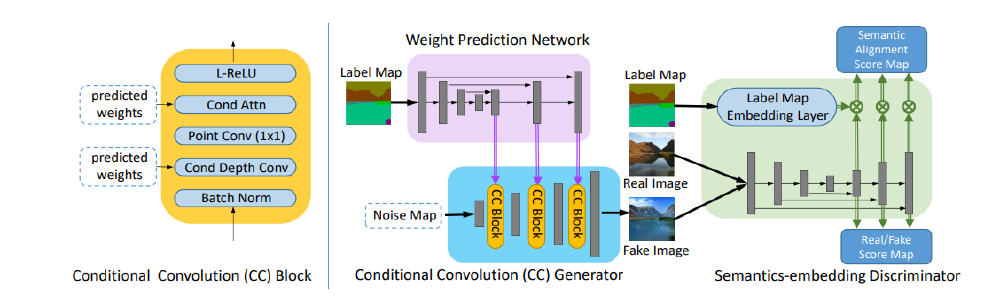 L-ReLU
predicted
weights
Cond Attn
Point Conv (1x1)
predicted
weights
Cond Depth Conv
Batch Norm
Conditional Convolution (CC) Block
Weight Prediction Network
Label Map
Noise Map
CC Block
CC Block
CC Block
Conditional Convolution (CC) Generator
Label Map
Real Image
Fake Image
Semantic
Alignment
Score Map
Label Map
Embedding Layer
Real/Fake
Score Map
Semantics-embedding Discriminator